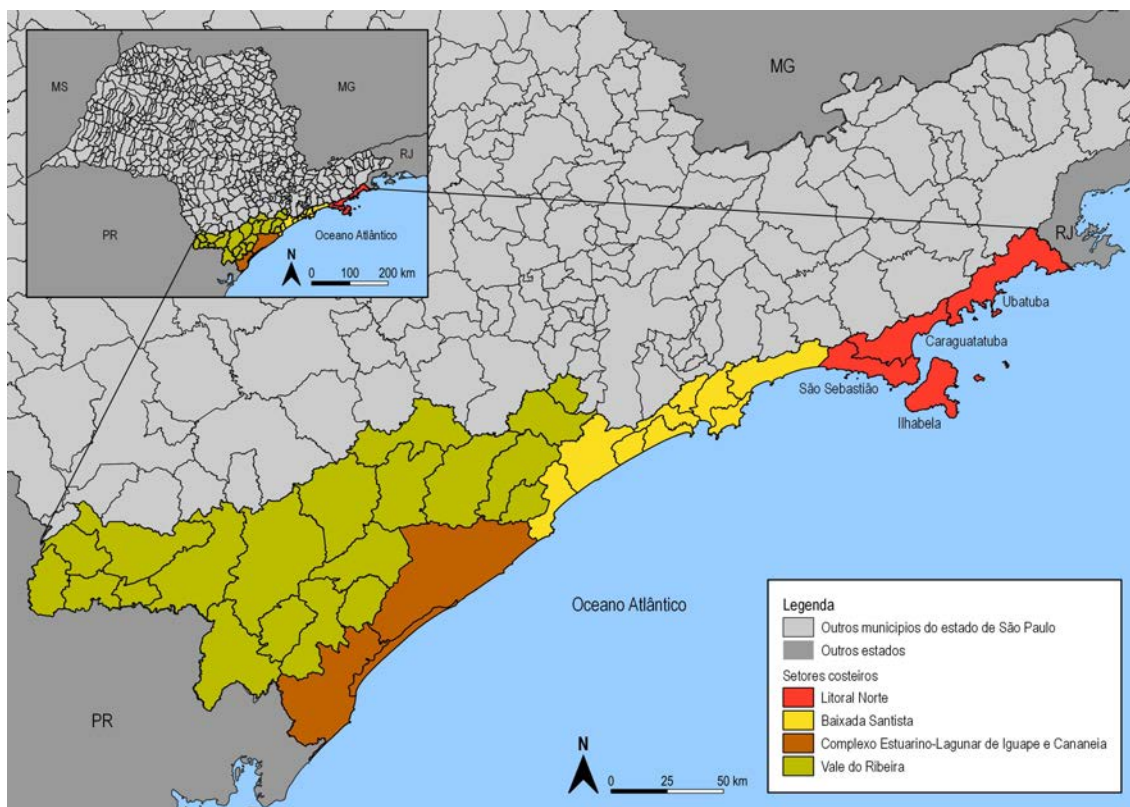 MS
MG
RJ
PR
Oceano Atlântico
N
0 100 200 km
MG
RJ
Ubatuba
Caraguatatuba
São Sebastião
Ilhabela
Oceano Atlântico
PR
N
0 25 50 km
Legenda
Outros municipios do estado de São Paulo
Outros estados
Setores costeiros
Litoral Norte
Baixada Santista
Complexo Estuarino-Lagunar de Iguape e Cananeia
Vale do Ribeira